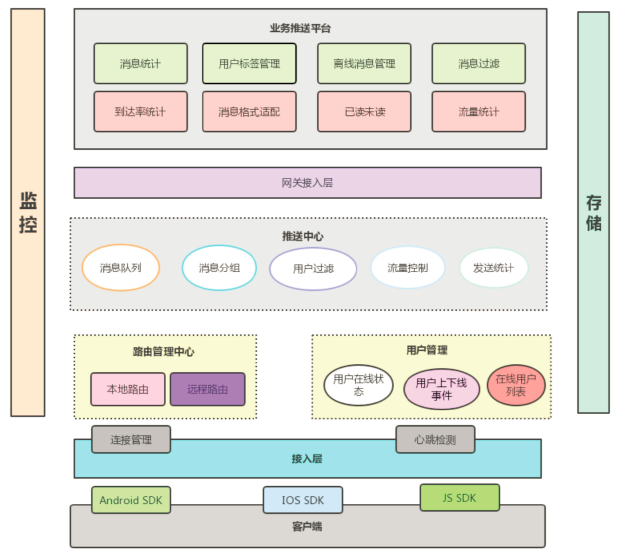 业务推送平台
消息统计
用户标签管理
离线消息管理
消息过滤
到达率统计
消息格式适配
已读未读
流量统计
监控
存储
网关接入层
推送中心
消息队列
消息分组
用户过滤
流量控制
发送统计
路由管理中心
本地路由
远程路由
用户管理
用户在线状
态
用户上下线
事件
在线用户
列表
连接管理
心跳检测
接入层
Android SDK
IOS SDK
JS SDK
客户端